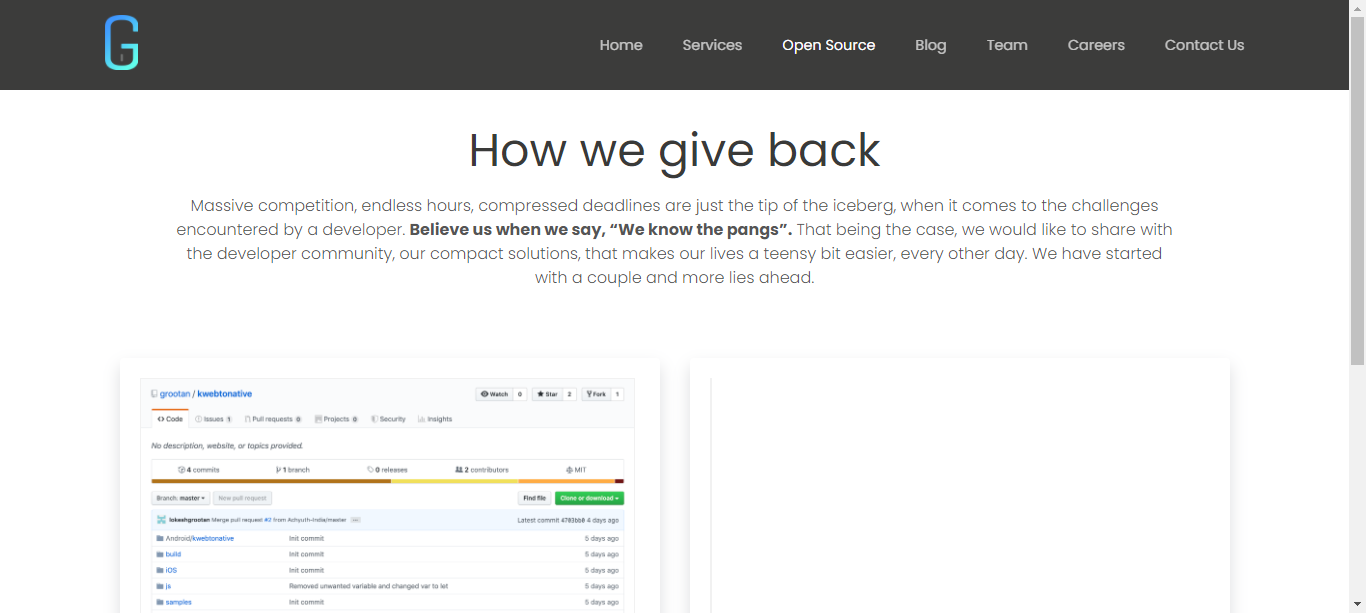 G
Home Services Open Source Blog Team Careers Contact Us
How we give back
Massive competition, endless hours, compressed deadlines are just the tip of the iceberg, when it comes to the challenges
encountered by a developer. Believe us when we say, “We know the pangs”. That being the case, we would like to share with
the developer community, our compact solutions, that makes our lives a teensy bit easier, every other day. We have started
with a couple and more lies ahead.
grootan / kwebtonative Watch 0 Star 2 Fork 1
Code Issues 1 Pull requests 0 Projects 0 Security Insights
No description, website, or topics provided.
4 commits 1 branch 0 releases 2 contributors MIT
Branch: master New pull request Find file Clone or download
lokeshgrootan Merge pull request #2 from Achyuth-India/master Latest commit 4783bb0 4 days ago
Android/kwebtonative Init commit 5 days ago
build Init commit 5 days ago
iOS Init commit 5 days ago
js Removed unwanted variable and changed var to let 5 days ago
samples Init commit 5 days ago